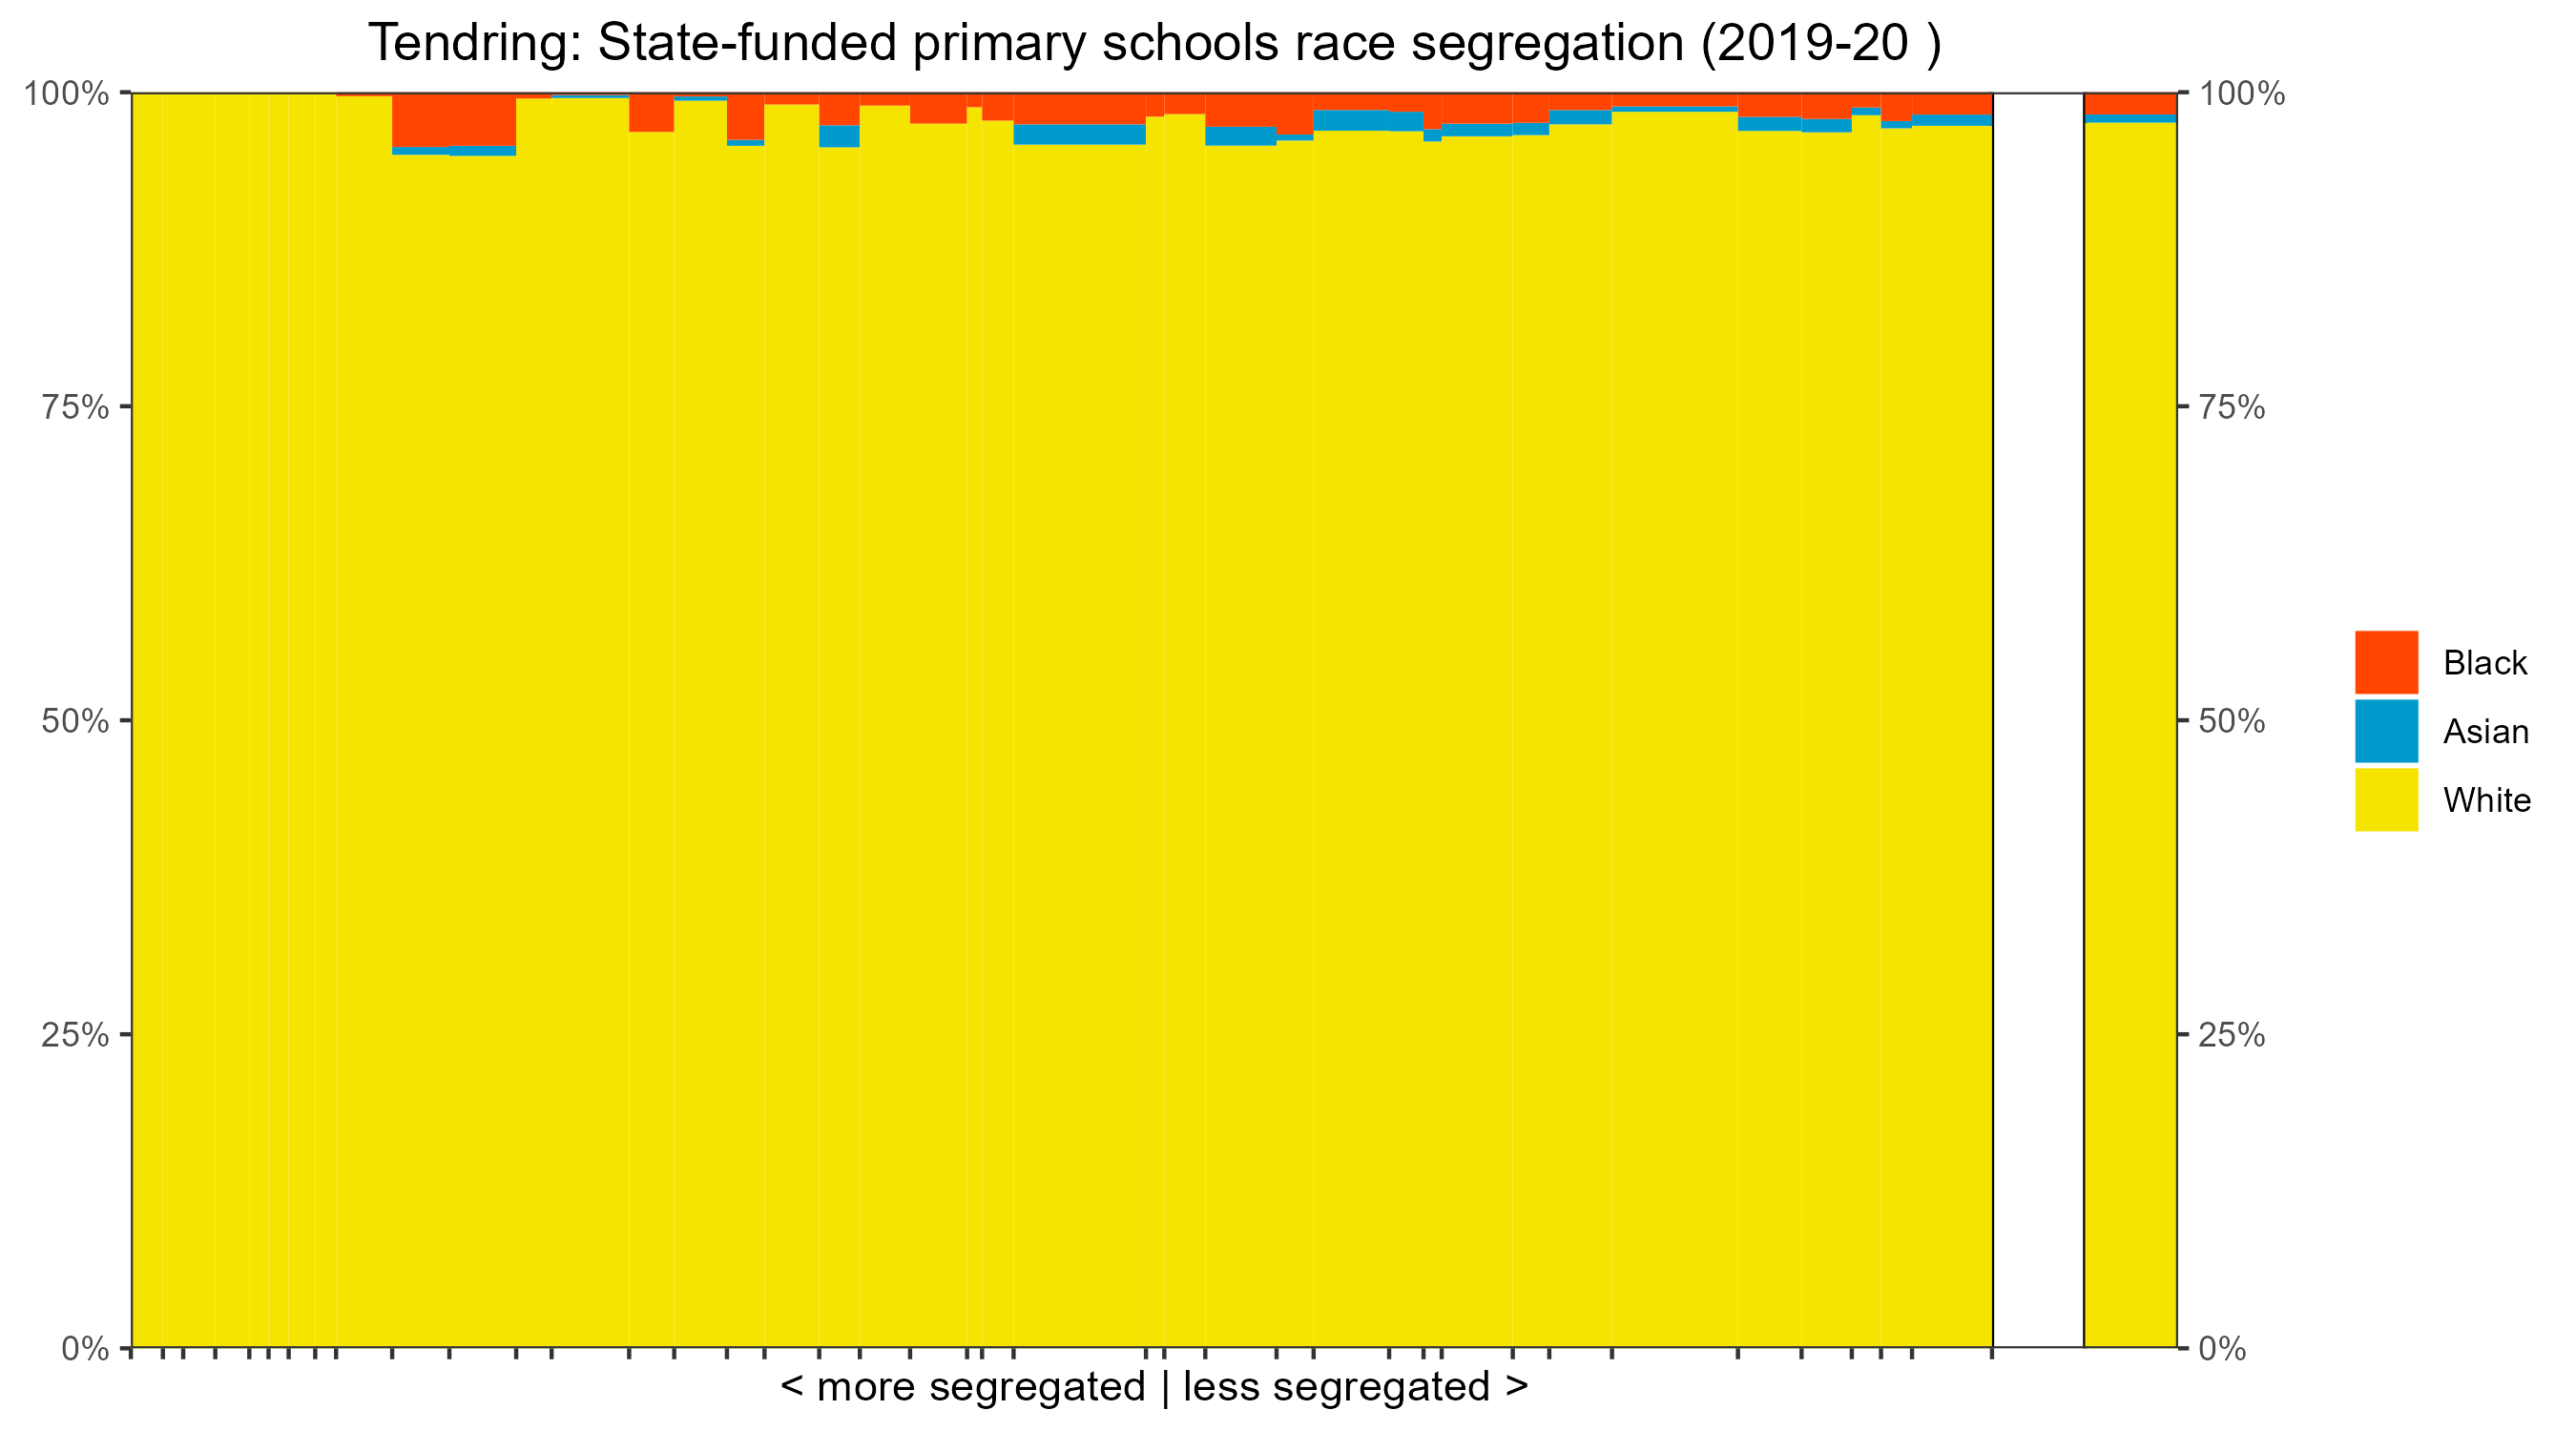 Tendring: State-funded primary schools race segregation (2019-20 )
100%
75%
50%
25%
0%
100%
75%
50%
25%
0%
Black
Asian
White
< more segregated | less segregated >